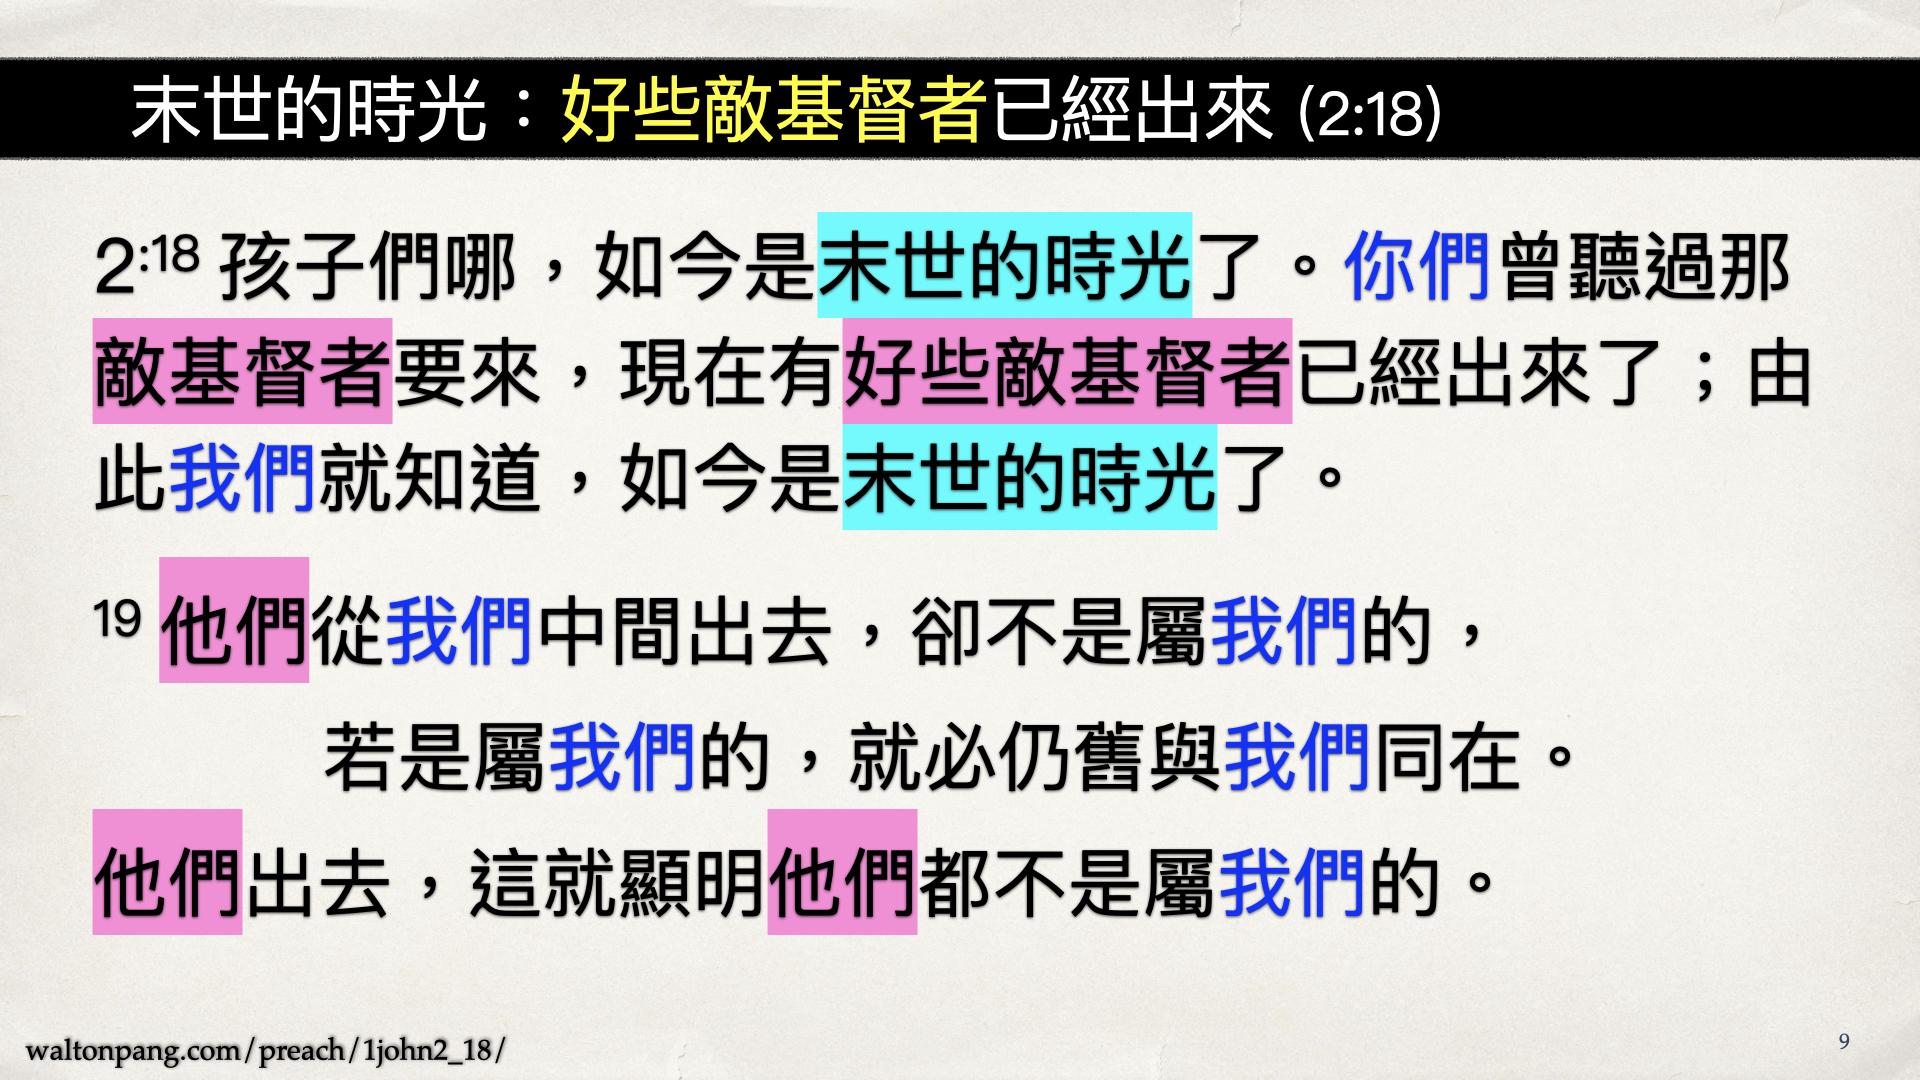 末世的時光：好些敵基督者已經出來 (2:18)
2:18 孩子們哪，如今是末世的時光了。你們曾聽過那
敵基督者要來，現在有好些敵基督者已經出來了；由
此我們就知道，如今是末世的時光了。
19 他們從我們中間出去，卻不是屬我們的，
若是屬我們的，就必仍舊與我們同在。
他們出去，這就顯明他們都不是屬我們的。
waltonpang.com/preach/1john2_18/
9